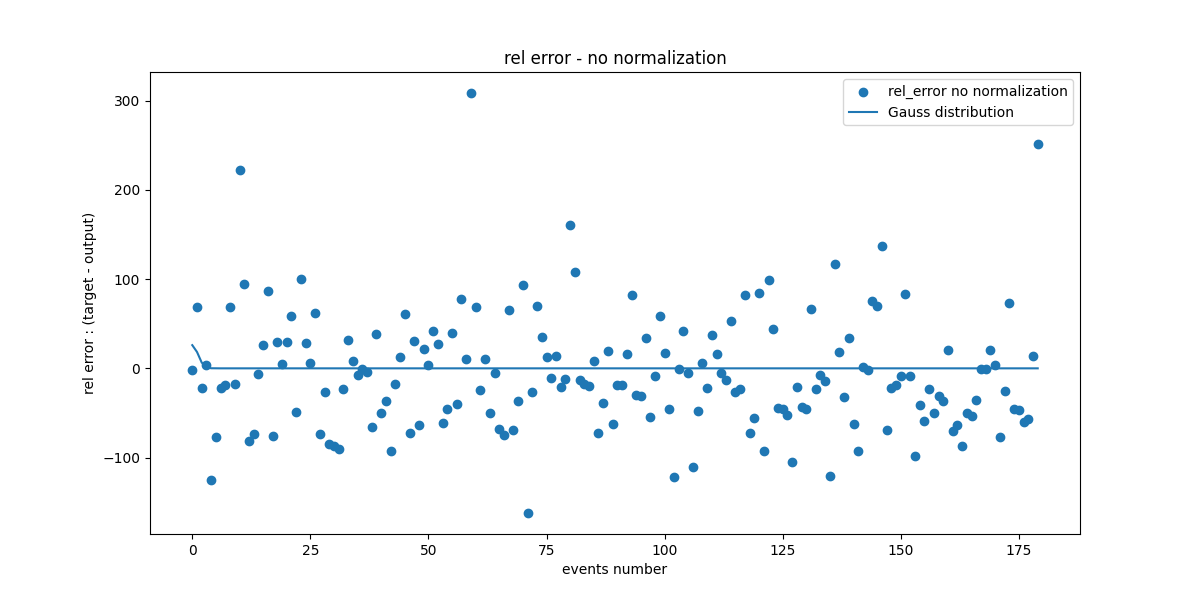 rel error - no normalization
rel_error no normalization
Gauss distribution
300
200
100
0
−100
rel error : (target - output)
0 25 50 75 100 125 150 175
events number